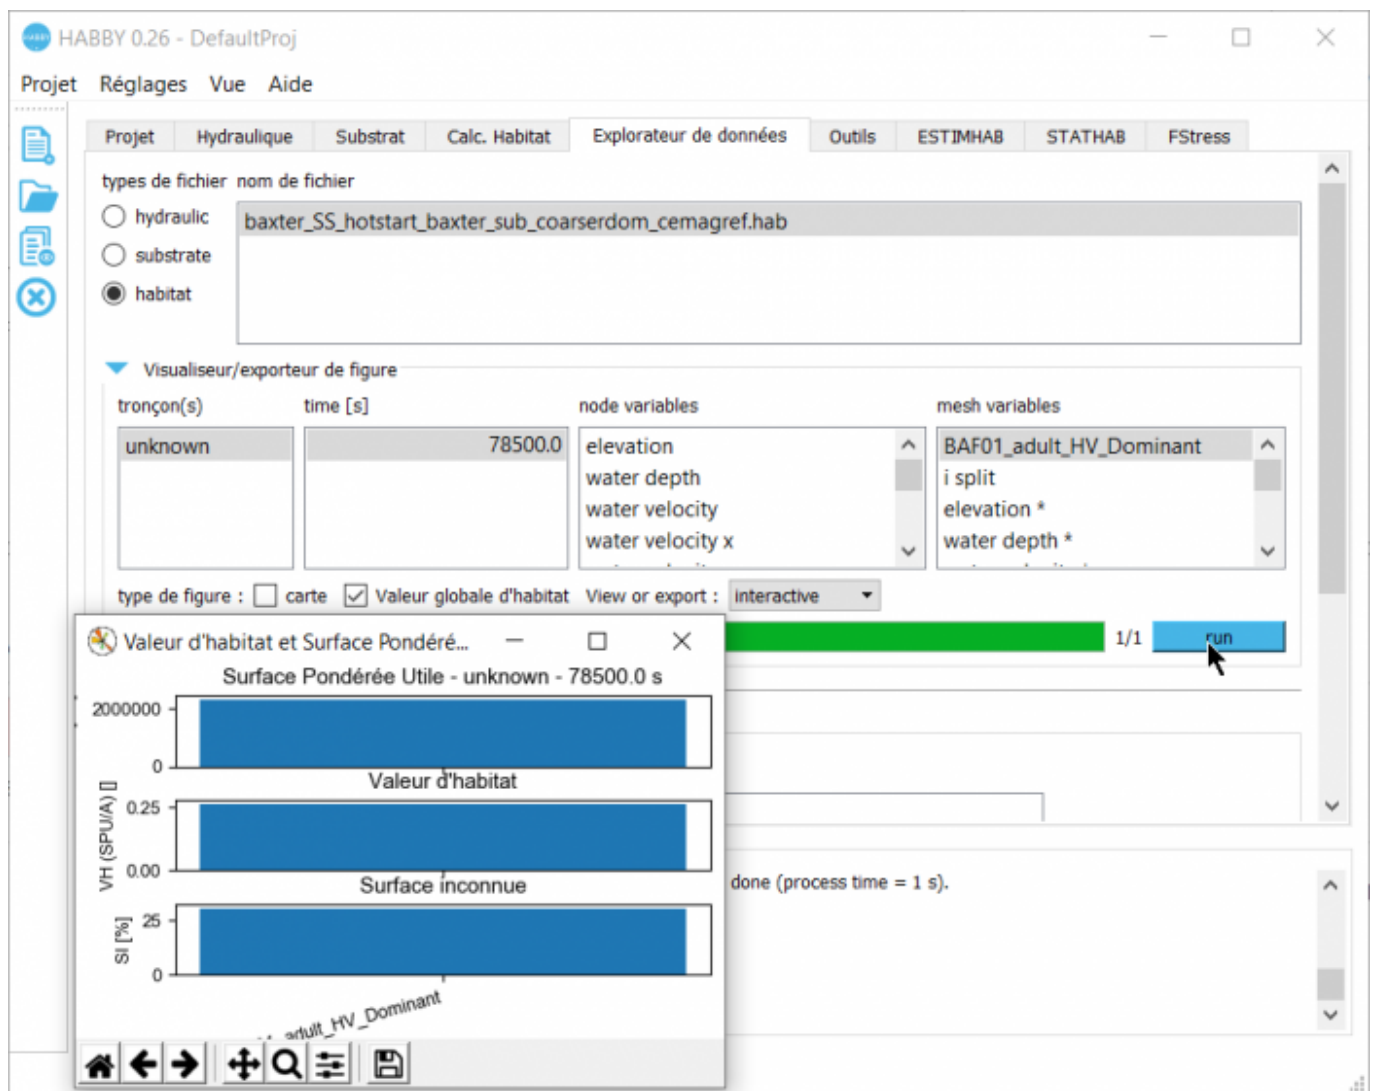 HABBY 0.26 - DefaultProj
Projet Réglages Vue Aide
Projet Hydraulique Substrat Calc. Habitat Explorateur de données Outils ESTIMHAB STATHAB FStress
types de fichier nom de fichier
hydraulic
substrate
habitat
baxter_SS_hotstart_baxter_sub_coarserdom_cemagref.hab
Visualiseur/exporteur de figure
tronçon(s) time [s] node variables mesh variables
unknown 78500.0 elevation BAF01_adult_HV_Dominant
water depth i split
water velocity elevation *
water velocity x water depth *
type de figure : carte Valeur globale d'habitat View or export : interactive
1/1 run
Valeur d'habitat et Surface Pondéré...
Surface Pondérée Utile - unknown - 78500.0 s
2000000
0
Valeur d'habitat
VH (SPU/A) []
0.25
0.00
Surface inconnue
SI [%]
25
0
_adult_HV_Dominant
done (process time = 1 s).